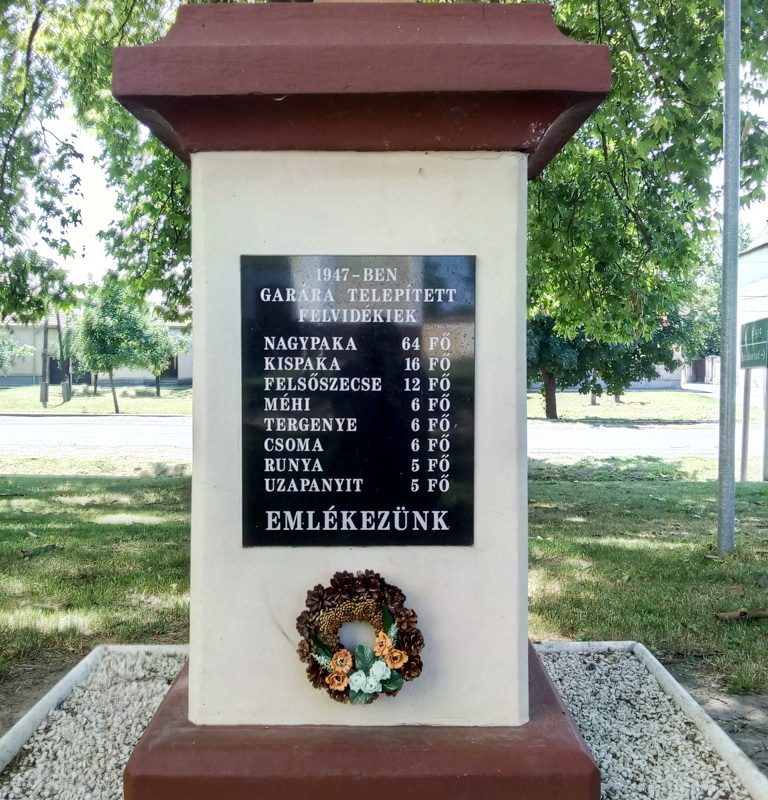 1947-BEN
GARÁRA TELEPÍTETT
FELVIDÉKIEK
NAGYPAKA 64 FŐ
KISPAKA 16 FŐ
FELSŐSZECSE 12 FŐ
MÉHI 6 FŐ
TERGENYE 6 FŐ
CSOMA 6 FŐ
RUNYA 5 FŐ
UZAPANYIT 5 FŐ
EMLÉKEZÜNK